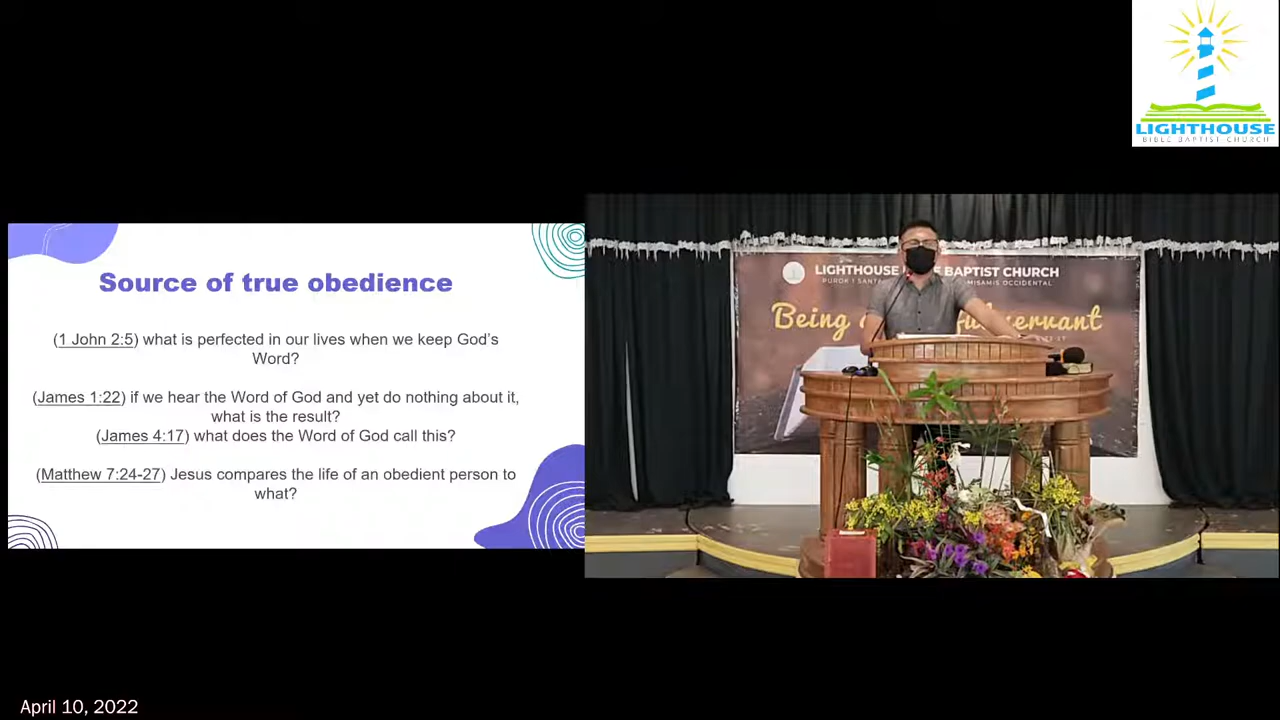 LIGHTHOUSE
BIBLE BAPTIST CHURCH
Source of true obedience
(1 John 2:5) what is perfected in our lives when we keep God's
Word?
(James 1:22) if we hear the Word of God and yet do nothing about it,
what is the result?
(James 4:17) what does the Word of God call this?
(Matthew 7:24-27) Jesus compares the life of an obedient person to
what?
LIGHTHOUSE BAPTIST CHURCH
PUROK 1 MISAMIS OCCIDENTAL
Being
April 10, 2022